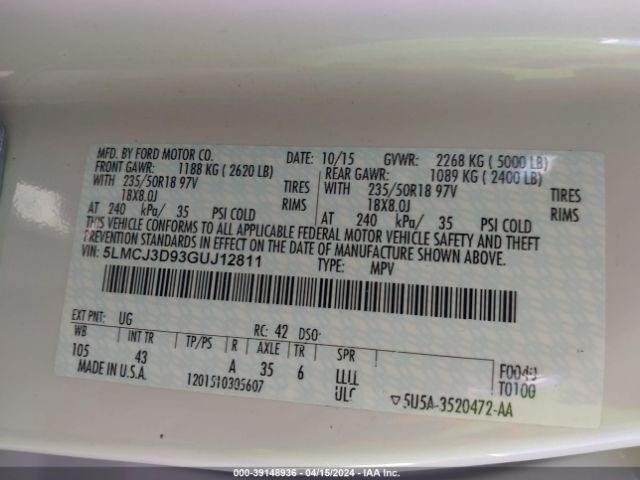 MFD. BY FORD MOTOR CO. DATE: 10/15 GVWR: 2268 KG ( 5000 LB)
FRONT GAWR: 1188 KG ( 2620 LB) REAR GAWR: 1089 KG ( 2400 LB)
WITH 235/50R18 97V TIRES WITH 235/50R18 97V TIRES
18X8.0J RIMS 18X8.0J RIMS
AT 240 kPa/ 35 PSI COLD AT 240 kPa/ 35 PSI COLD
THIS VEHICLE CONFORMS TO ALL APPLICABLE FEDERAL MOTOR VEHICLE SAFETY AND THEFT
PREVENTION STANDARDS IN EFFECT ON THE DATE OF MANUFACTURE SHOWN ABOVE.
VIN: 5LMCJ3D93GUJ12811 TYPE: MPV
EXT PNT: UG RC: 42 DSO:
WB INT TR TP/PS R AXLE TR SPR
105 43 A 35 6 LLLL
MADE IN U.S.A. 1201510305607
▽5U5A-3520472-AA
T0100
000-39148936 - 04/15/2024 - IAA Inc.